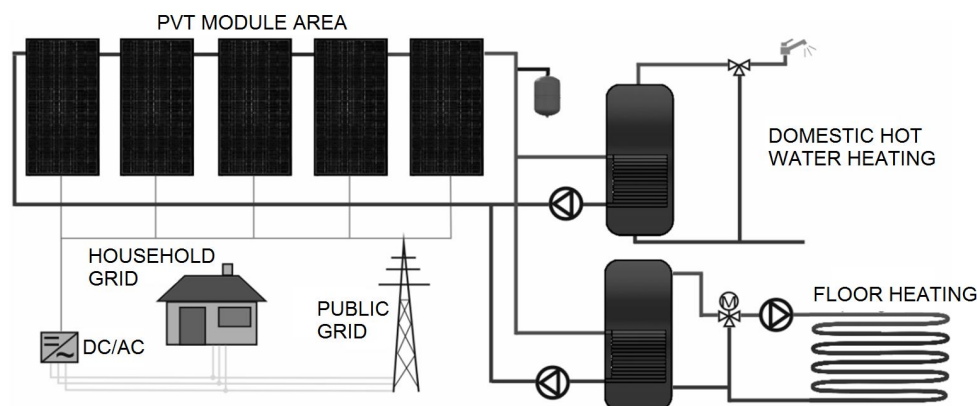 PVT MODULE AREA
DOMESTIC HOT
WATER HEATING
HOUSEHOLD
GRID
PUBLIC
GRID
M
FLOOR HEATING
DC/AC